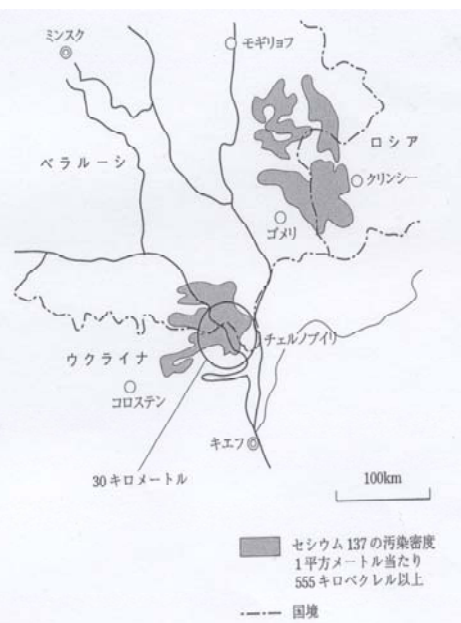 ミンスク
モギリョフ
ロシア
ベラルーシ
クリンシー
ゴメリ
チェルノブイリ
ウクライナ
コロステン
キエフ
30キロメートル
100km
セシウム137の汚染密度
1平方メートル当たり
555キロベクレル以上
国境